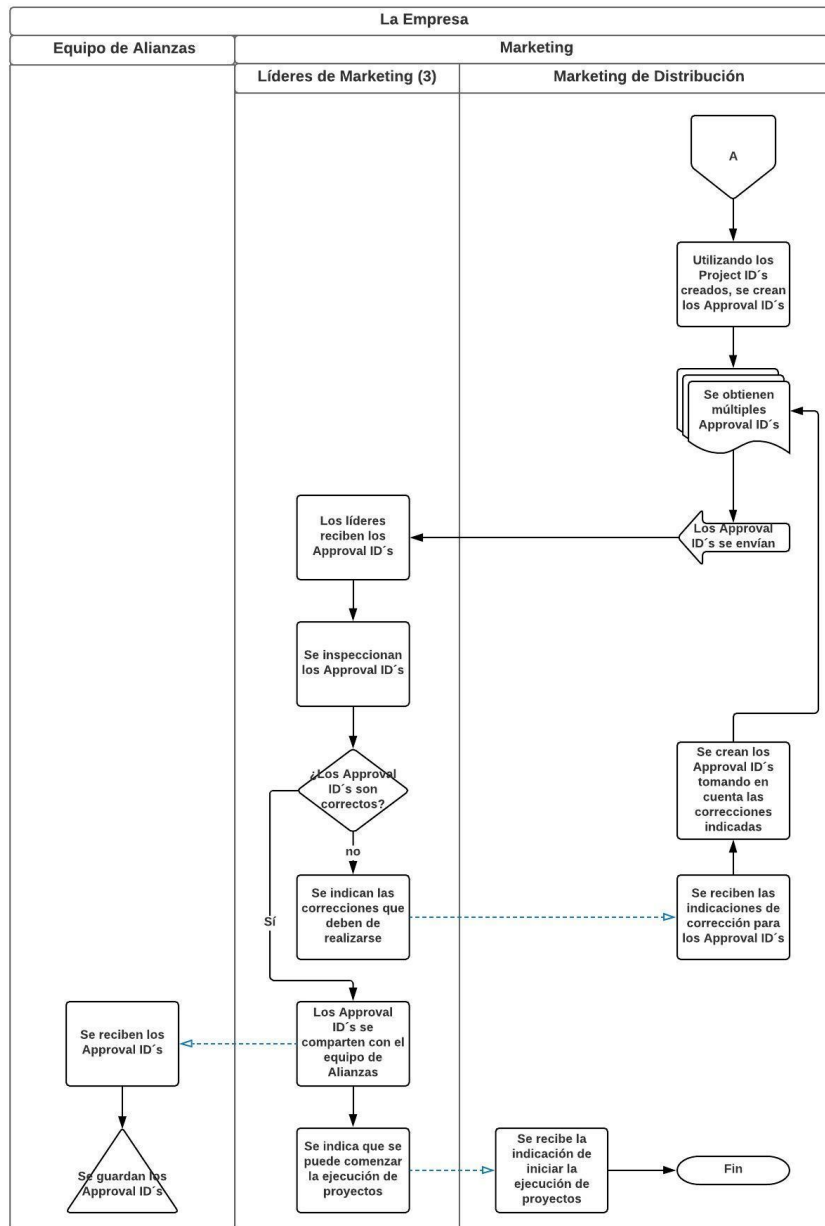 La Empresa
Equipo de Alianzas
Marketing
Líderes de Marketing (3)
Marketing de Distribución
A
Utilizando los
Project ID´s
creados, se crean
los Approval ID´s
Se obtienen
múltiples
Approval ID´s
Los Approval
ID´s se envían
Los líderes
reciben los
Approval ID´s
Se inspeccionan
los Approval ID´s
¿Los Approval
ID´s son
correctos?
no
Sí
Se indican las
correcciones que
deben de
realizarse
Se reciben las
indicaciones de
corrección para
los Approval ID´s
Se crean los
Approval ID´s
tomando en
cuenta las
correcciones
indicadas
Los Approval
ID´s se
comparten con el
equipo de
Alianzas
Se reciben los
Approval ID´s
Se guardan los
Approval ID´s
Se indica que se
puede comenzar
la ejecución de
proyectos
Se recibe la
indicación de
iniciar la
ejecución de
proyectos
Fin